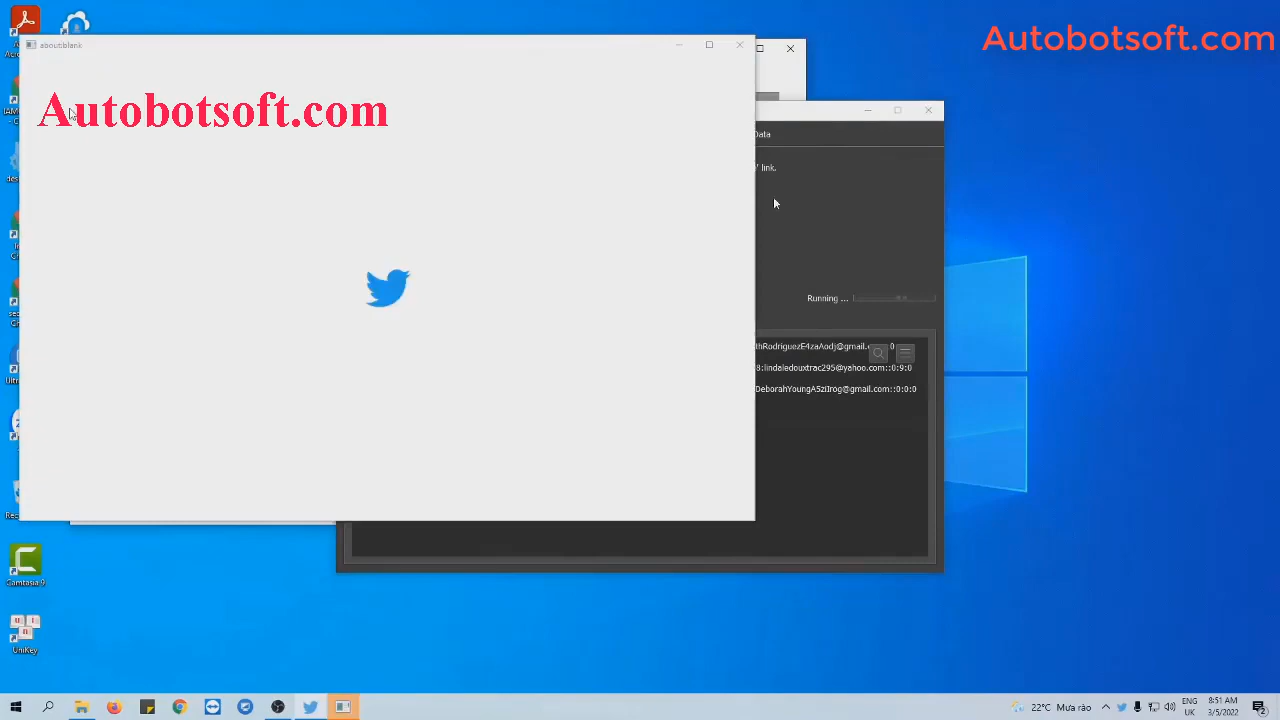 Autobotsoft.com
about:blank
Autobotsoft.com
Data
/' link.
Running ...
thRodriguezE4zaAodj@gmail.c
0
8:lindaledouxtrac295@yahoo.com::0:9:0
DeborahYoungA5ziIrog@gmail.com::0:0:0
Camtasia 9
UniKey
22°C Mưa rào
ENG
UK
8:51 AM
3/5/2022
2